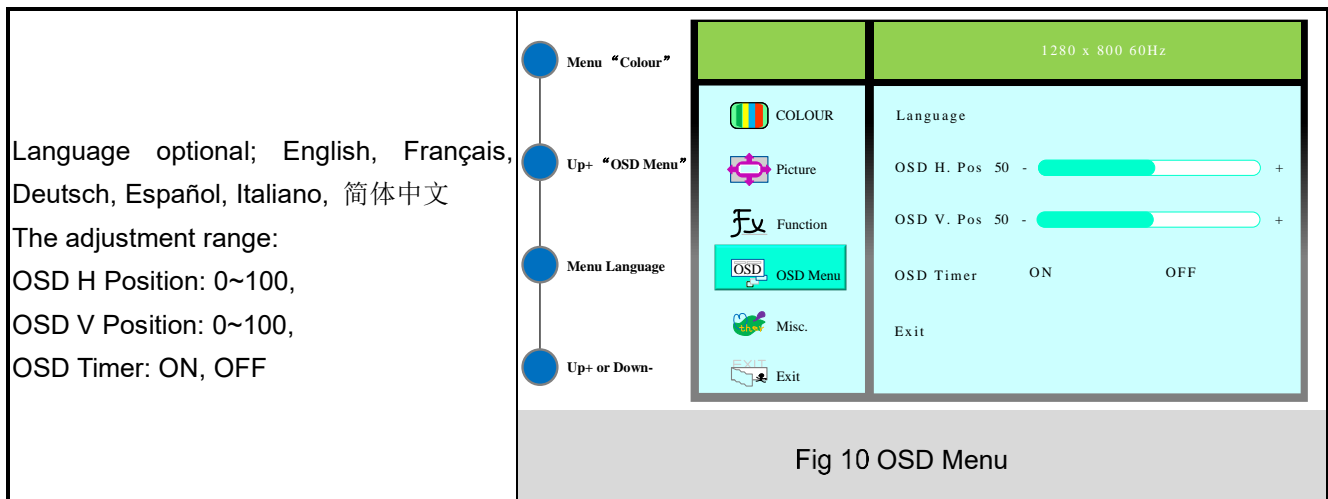 Language optional; English, Français,
Deutsch, Español, Italiano, 简体中文
The adjustment range:
OSD H Position: 0~100,
OSD V Position: 0~100,
OSD Timer: ON, OFF
Menu “Colour”
Up+ “OSD Menu”
Menu Language
Up+ or Down-
1280 x 800 60Hz
COLOUR
Picture
Fx Function
OSD OSD Menu
Misc.
EXIT
Exit
Language
OSD H. Pos 50 - +
OSD V. Pos 50 - +
OSD Timer ON OFF
Exit
Fig 10 OSD Menu